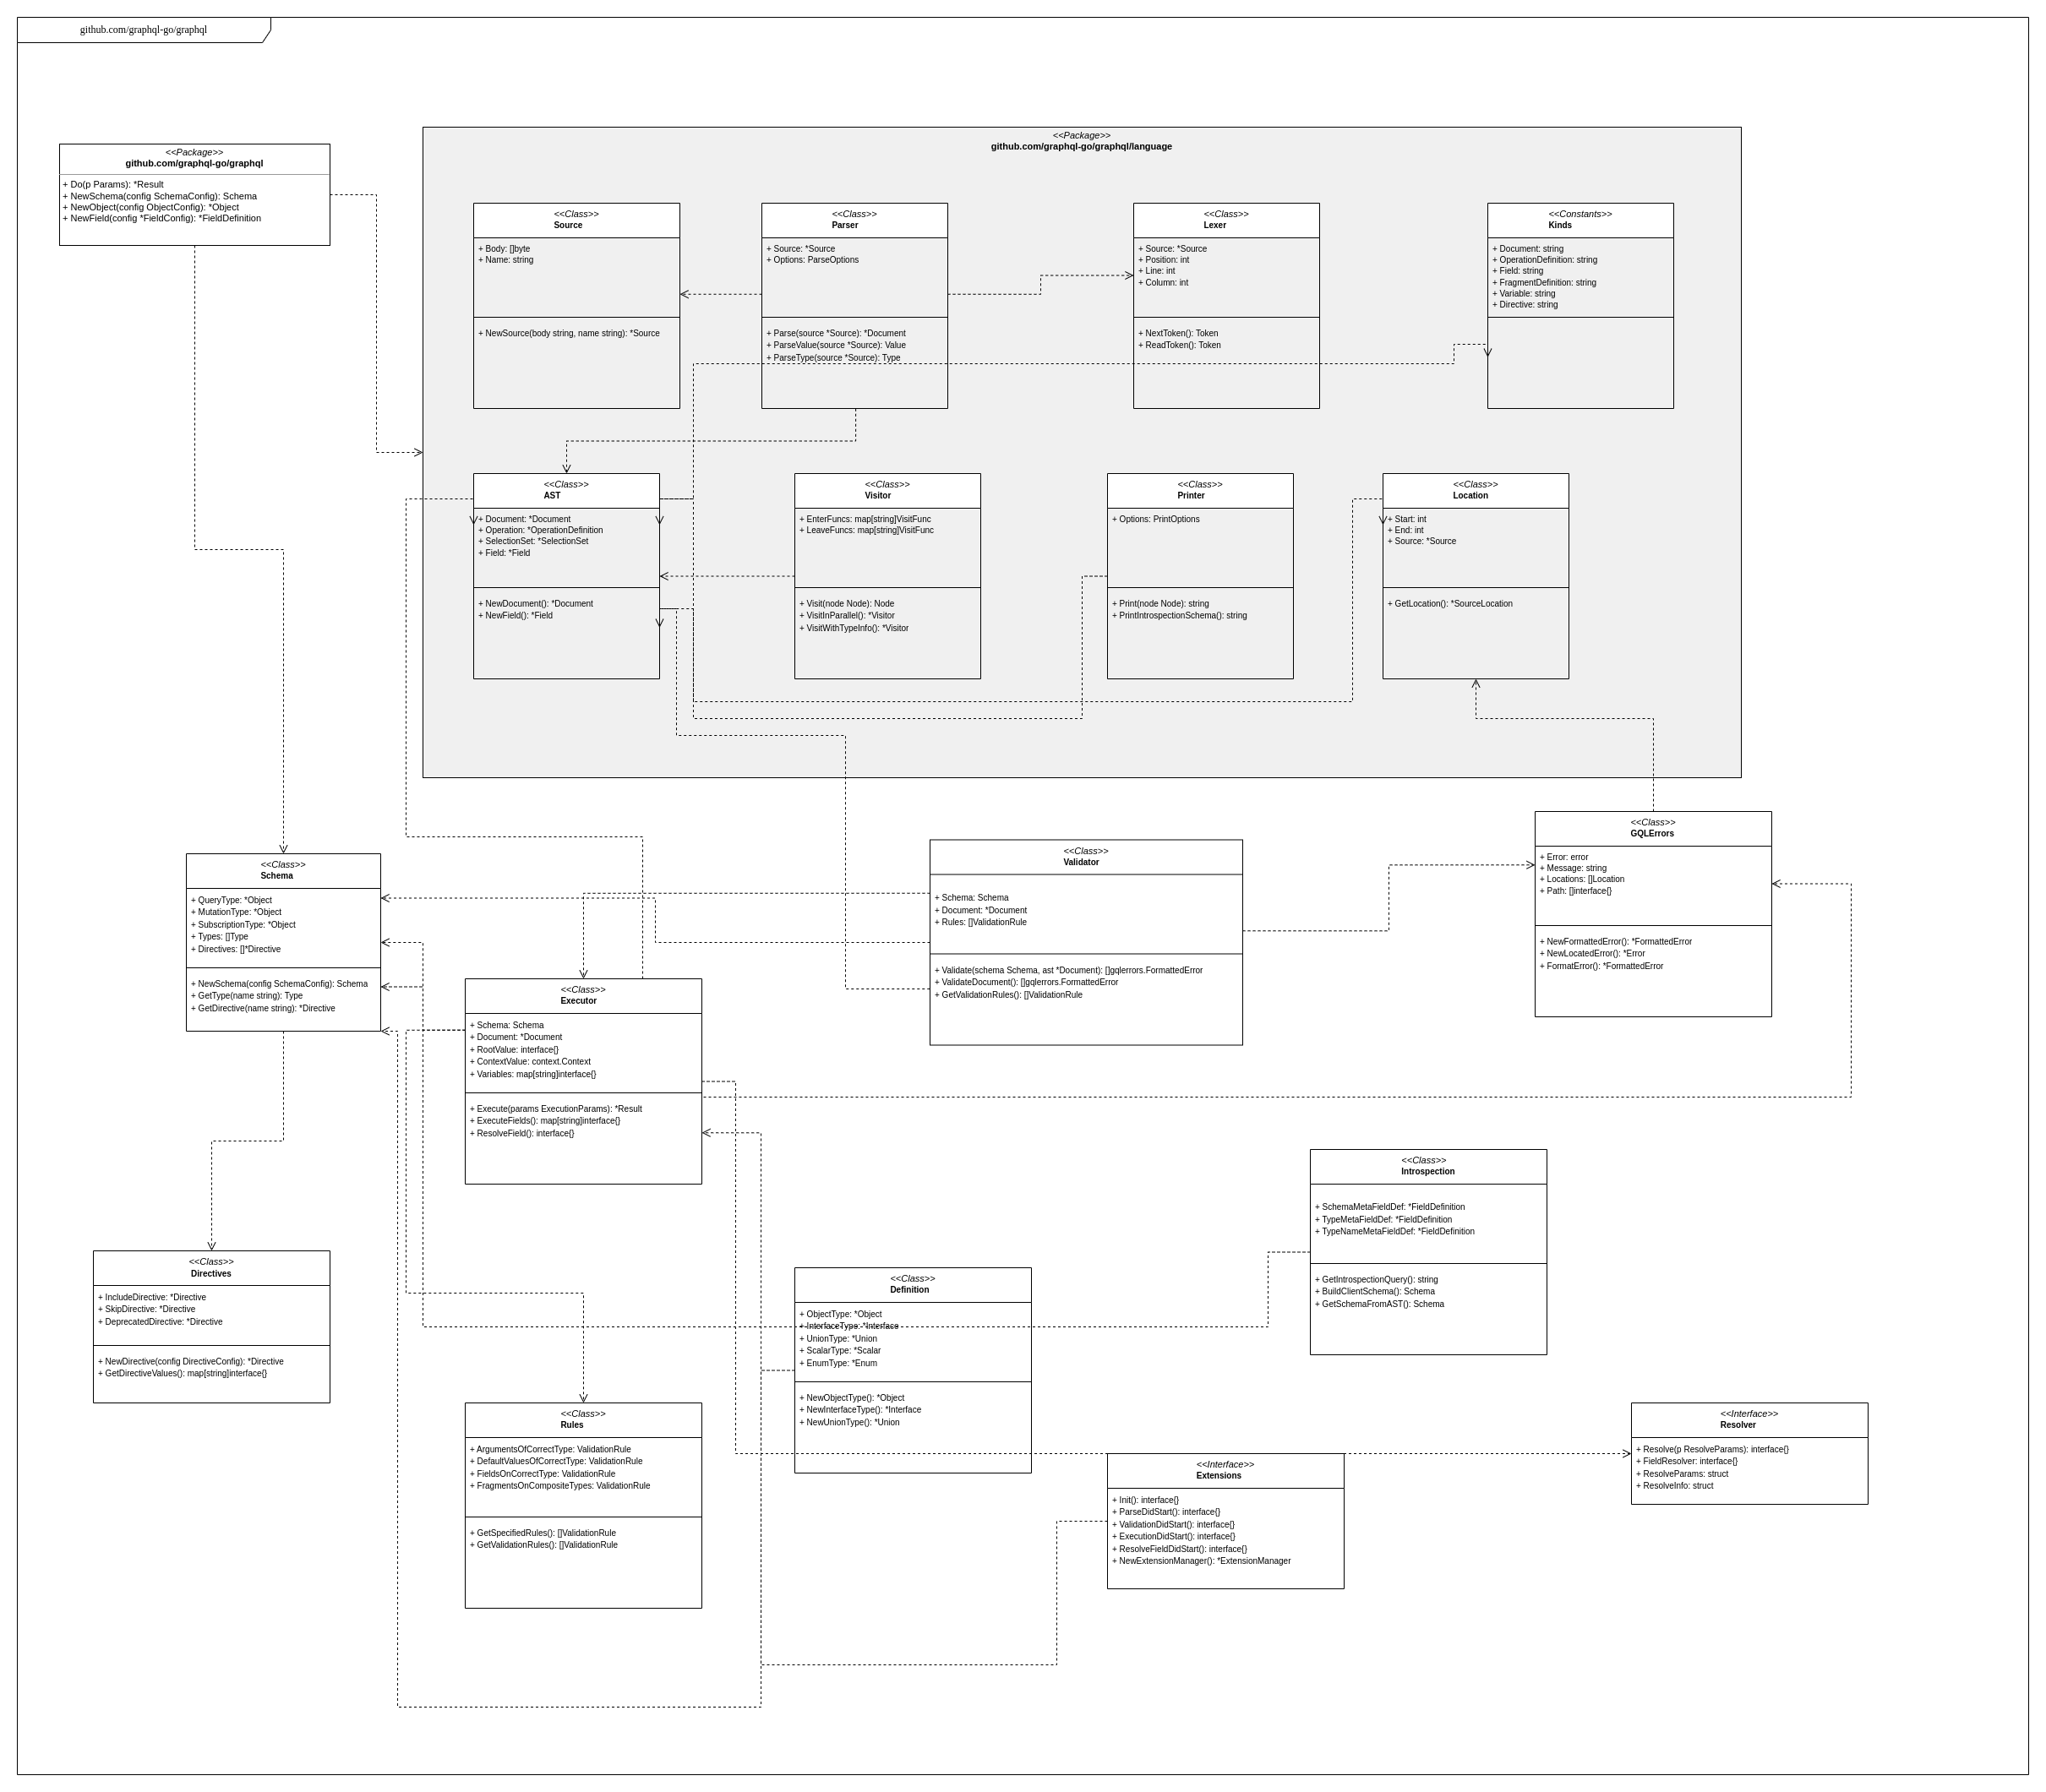 github.com/graphql-go/graphql
<<Package>>
github.com/graphql-go/graphql
+ Do(p Params): *Result
+ NewSchema(config SchemaConfig): Schema
+ NewObject(config ObjectConfig): *Object
+ NewField(config *FieldConfig): *FieldDefinition
<<Package>>
github.com/graphql-go/graphql/language
<<Class>>
Source
+ Body: []byte
+ Name: string
+ NewSource(body string, name string): *Source
<<Class>>
Parser
+ Source: *Source
+ Options: ParseOptions
+ Parse(source *Source): *Document
+ ParseValue(source *Source): Value
+ ParseType(source *Source): Type
<<Class>>
Lexer
+ Source: *Source
+ Position: int
+ Line: int
+ Column: int
+ NextToken(): Token
+ ReadToken(): Token
<<Constants>>
Kinds
+ Document: string
+ OperationDefinition: string
+ Field: string
+ FragmentDefinition: string
+ Variable: string
+ Directive: string
<<Class>>
AST
+ Document: *Document
+ Operation: *OperationDefinition
+ SelectionSet: *SelectionSet
+ Field: *Field
+ NewDocument(): *Document
+ NewField(): *Field
<<Class>>
Visitor
+ EnterFuncs: map[string]VisitFunc
+ LeaveFuncs: map[string]VisitFunc
+ Visit(node Node): Node
+ VisitInParallel(): *Visitor
+ VisitWithTypeInfo(): *Visitor
<<Class>>
Printer
+ Options: PrintOptions
+ Print(node Node): string
+ PrintIntrospectionSchema(): string
<<Class>>
Location
+ Start: int
+ End: int
+ Source: *Source
+ GetLocation(): *SourceLocation
<<Class>>
Schema
+ QueryType: *Object
+ MutationType: *Object
+ SubscriptionType: *Object
+ Types: []Type
+ Directives: []*Directive
+ NewSchema(config SchemaConfig): Schema
+ GetType(name string): Type
+ GetDirective(name string): *Directive
<<Class>>
Executor
+ Schema: Schema
+ Document: *Document
+ RootValue: interface{}
+ ContextValue: context.Context
+ Variables: map[string]interface{}
+ Execute(params ExecutionParams): *Result
+ ExecuteFields(): map[string]interface{}
+ ResolveField(): interface{}
<<Class>>
Validator
+ Schema: Schema
+ Document: *Document
+ Rules: []ValidationRule
+ Validate(schema Schema, ast *Document): []gqlerrors.FormattedError
+ ValidateDocument(): []gqlerrors.FormattedError
+ GetValidationRules(): []ValidationRule
<<Class>>
GQLErrors
+ Error: error
+ Message: string
+ Locations: []Location
+ Path: []interface{}
+ NewFormattedError(): *FormattedError
+ NewLocatedError(): *Error
+ FormatError(): *FormattedError
<<Class>>
Directives
+ IncludeDirective: *Directive
+ SkipDirective: *Directive
+ DeprecatedDirective: *Directive
+ NewDirective(config DirectiveConfig): *Directive
+ GetDirectiveValues(): map[string]interface{}
<<Class>>
Rules
+ ArgumentsOfCorrectType: ValidationRule
+ DefaultValuesOfCorrectType: ValidationRule
+ FieldsOnCorrectType: ValidationRule
+ FragmentsOnCompositeTypes: ValidationRule
+ GetSpecifiedRules(): []ValidationRule
+ GetValidationRules(): []ValidationRule
<<Class>>
Definition
+ ObjectType: *Object
+ InterfaceType: *Interface
+ UnionType: *Union
+ ScalarType: *Scalar
+ EnumType: *Enum
+ NewObjectType(): *Object
+ NewInterfaceType(): *Interface
+ NewUnionType(): *Union
<<Class>>
Introspection
+ SchemaMetaFieldDef: *FieldDefinition
+ TypeMetaFieldDef: *FieldDefinition
+ TypeNameMetaFieldDef: *FieldDefinition
+ GetIntrospectionQuery(): string
+ BuildClientSchema(): Schema
+ GetSchemaFromAST(): Schema
<<Interface>>
Extensions
+ Init(): interface{}
+ ParseDidStart(): interface{}
+ ValidationDidStart(): interface{}
+ ExecutionDidStart(): interface{}
+ ResolveFieldDidStart(): interface{}
+ NewExtensionManager(): *ExtensionManager
<<Interface>>
Resolver
+ Resolve(p ResolveParams): interface{}
+ FieldResolver: interface{}
+ ResolveParams: struct
+ ResolveInfo: struct